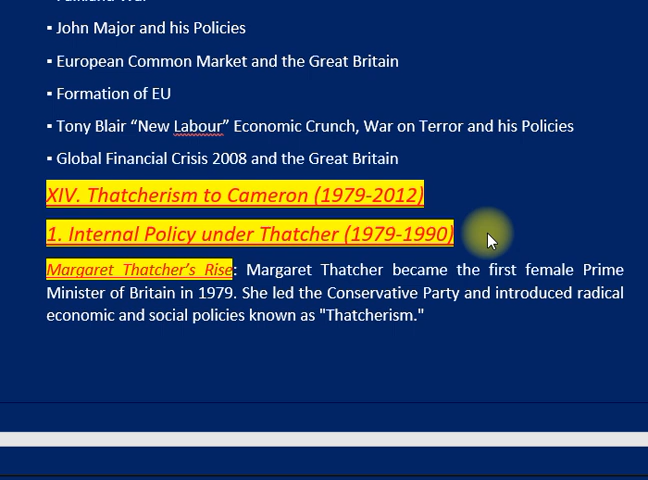 ▪ John Major and his Policies
▪ European Common Market and the Great Britain
▪ Formation of EU
▪ Tony Blair “New Labour” Economic Crunch, War on Terror and his Policies
▪ Global Financial Crisis 2008 and the Great Britain
XIV. Thatcherism to Cameron (1979-2012)
1. Internal Policy under Thatcher (1979-1990)
Margaret Thatcher’s Rise: Margaret Thatcher became the first female Prime
Minister of Britain in 1979. She led the Conservative Party and introduced radical
economic and social policies known as "Thatcherism."